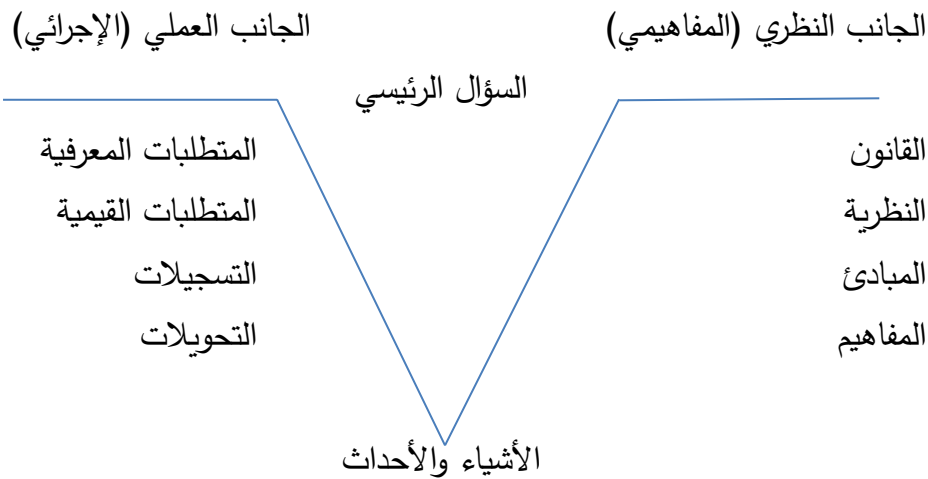 الجانب النظري (المفاهيمي)
الجانب العملي (الإجرائي)
السؤال الرئيسي
القانون
النظرية
المبادئ
المفاهيم
المتطلبات المعرفية
المتطلبات القيمية
التسجيلات
التحويلات
الأشياء والأحداث